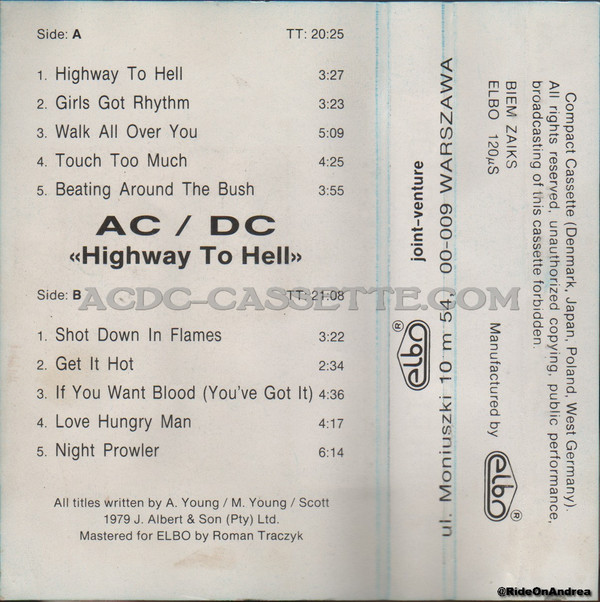 Side: A TT: 20:25
1. Highway To Hell 3:27
2. Girls Got Rhythm 3:23
3. Walk All Over You 5:09
4. Touch Too Much 4:25
5. Beating Around The Bush 3:55
AC / DC
«Highway To Hell»
Side: B TT: 21:08
ACDC-CASSETTE.COM
1. Shot Down In Flames 3:22
2. Get It Hot 2:34
3. If You Want Blood (You've Got It) 4:36
4. Love Hungry Man 4:17
5. Night Prowler 6:14
All titles written by A. Young / M. Young / Scott
1979 J. Albert & Son (Pty) Ltd.
Mastered for ELBO by Roman Traczyk
joint-venture
elbo®
ul. Moniuszki 10 m 54, 00-009 WARSZAWA
Compact Cassette (Denmark, Japan, Poland, West Germany).
All rights reserved, unauthorized copying, public performance,
broadcasting of this cassette forbidden.
BIEM ZAIKS
ELBO 120µS
Manufactured by elbo®
@RideOnAndrea